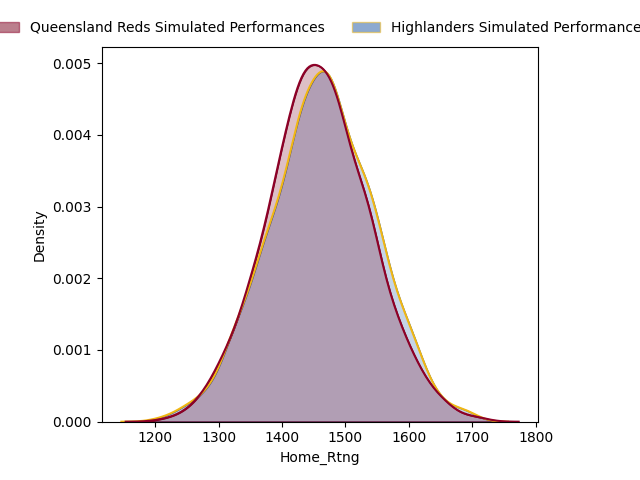 Queensland Reds Simulated Performances
Highlanders Simulated Performance
0.005
0.004
0.003
0.002
0.001
0.000
Density
1200 1300 1400 1500 1600 1700 1800
Home_Rtng